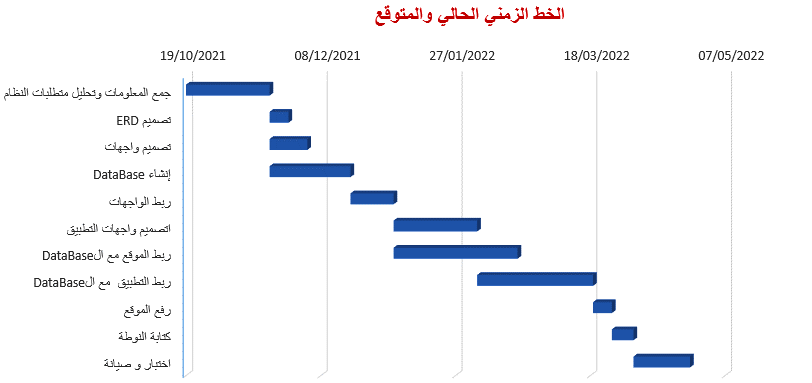 الخط الزمني الحالي والمتوقع
19/10/2021 08/12/2021 27/01/2022 18/03/2022 07/05/2022
جمع المعلومات وتحليل متطلبات النظام
تصميم ERD
تصميم واجهات
إنشاء DataBase
ربط الواجهات
اتصميم واجهات التطبيق
ربط الموقع مع الDataBase
ربط التطبيق مع الDataBase
رفع الموقع
كتابة النوطة
اختبار و صيانة